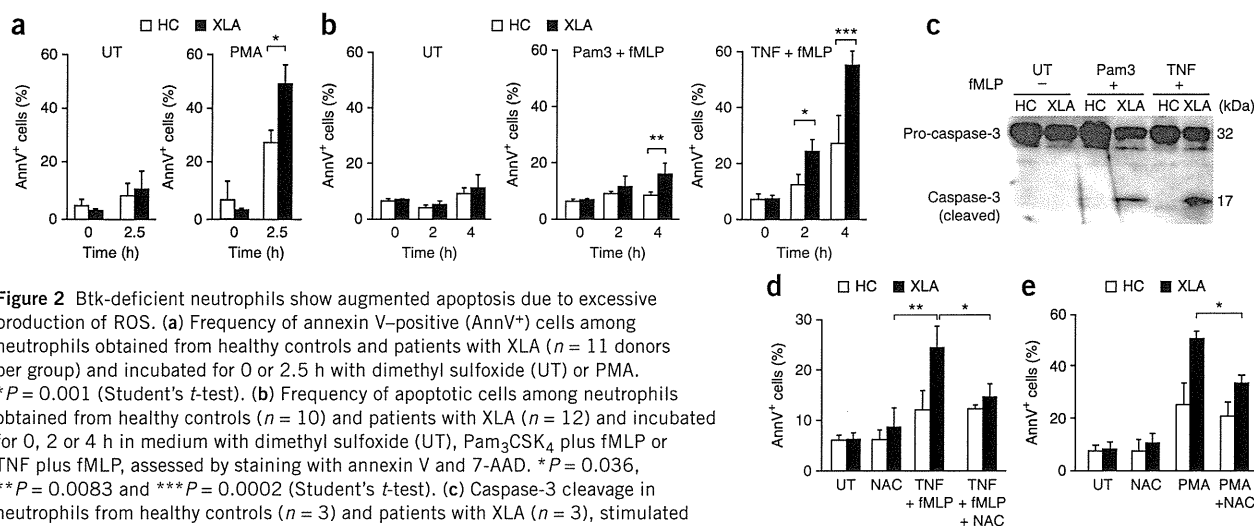 a
HC XLA
UT
AnnV+ cells (%)
60
40
20
0
0 2.5
Time (h)
PMA
*
AnnV+ cells (%)
60
40
20
0
0 2.5
Time (h)
b
HC XLA
UT
AnnV+ cells (%)
60
40
20
0
0 2 4
Time (h)
Pam3 + fMLP
**
AnnV+ cells (%)
60
40
20
0
0 2 4
Time (h)
TNF + fMLP
*
***
AnnV+ cells (%)
60
40
20
0
0 2 4
Time (h)
c
UT Pam3 TNF
fMLP – + +
HC XLA HC XLA HC XLA (kDa)
Pro-caspase-3 32
Caspase-3 17
(cleaved)
Figure 2 Btk-deficient neutrophils show augmented apoptosis due to excessive
production of ROS. (a) Frequency of annexin V–positive (AnnV+) cells among
neutrophils obtained from healthy controls and patients with XLA (n = 11 donors
per group) and incubated for 0 or 2.5 h with dimethyl sulfoxide (UT) or PMA.
*P = 0.001 (Student's t-test). (b) Frequency of apoptotic cells among neutrophils
obtained from healthy controls (n = 10) and patients with XLA (n = 12) and incubated
for 0, 2 or 4 h in medium with dimethyl sulfoxide (UT), Pam3CSK4 plus fMLP or
TNF plus fMLP, assessed by staining with annexin V and 7-AAD. *P = 0.036,
**P = 0.0083 and ***P = 0.0002 (Student's t-test). (c) Caspase-3 cleavage in
neutrophils from healthy controls (n = 3) and patients with XLA (n = 3), stimulated
d
HC XLA
** *
AnnV+ cells (%)
30
20
10
0
UT NAC TNF TNF
+ fMLP + fMLP
+ NAC
e
HC XLA
*
AnnV+ cells (%)
60
40
20
0
UT NAC PMA PMA
+NAC